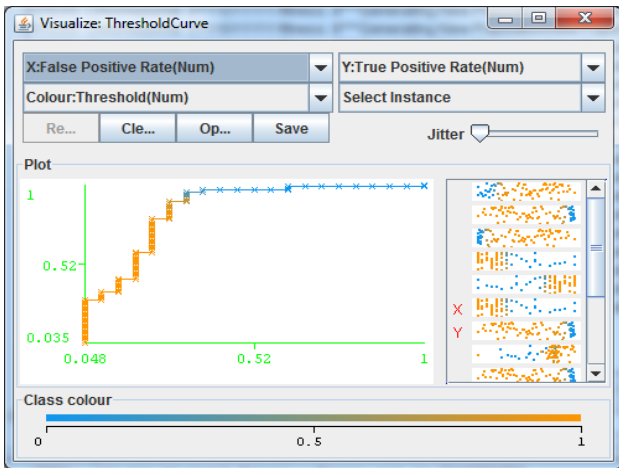 Visualize: ThresholdCurve
X:False Positive Rate(Num)
Y:True Positive Rate(Num)
Colour:Threshold(Num)
Select Instance
Re...
Cle...
Op...
Save
Jitter
Plot
1
0.52
0.035
0.048
0.52
1
X
Y
Class colour
0
0.5
1